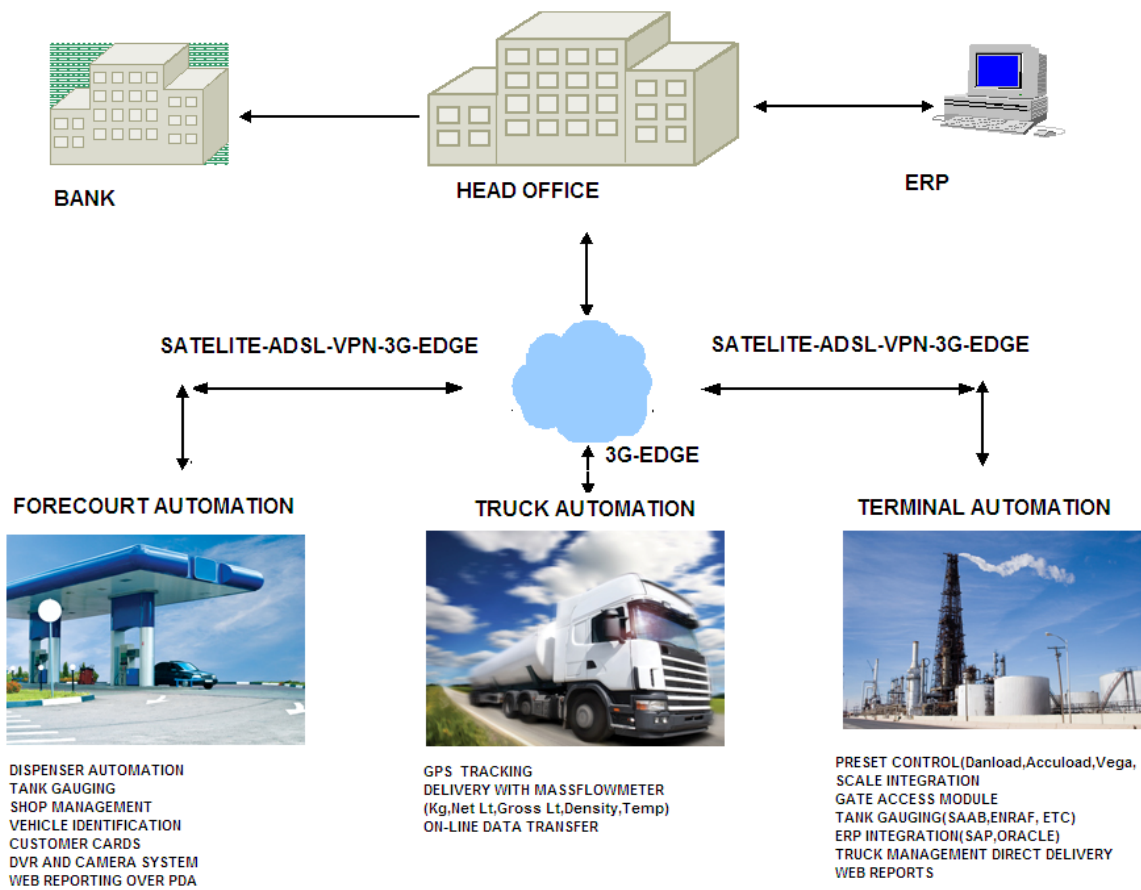 BANK
HEAD OFFICE
ERP
SATELITE-ADSL-VPN-3G-EDGE
SATELITE-ADSL-VPN-3G-EDGE
3G-EDGE
FORECOURT AUTOMATION
TRUCK AUTOMATION
TERMINAL AUTOMATION
DISPENSER AUTOMATION
TANK GAUGING
SHOP MANAGEMENT
VEHICLE IDENTIFICATION
CUSTOMER CARDS
DVR AND CAMERA SYSTEM
WEB REPORTING OVER PDA
GPS TRACKING
DELIVERY WITH MASSFLOWMETER
(Kg,Net Lt,Gross Lt,Density,Temp)
ON-LINE DATA TRANSFER
PRESET CONTROL(Danload,Accuload,Vega,
SCALE INTEGRATION
GATE ACCESS MODULE
TANK GAUGING(SAAB,ENRAF, ETC)
ERP INTEGRATION(SAP,ORACLE)
TRUCK MANAGEMENT DIRECT DELIVERY
WEB REPORTS